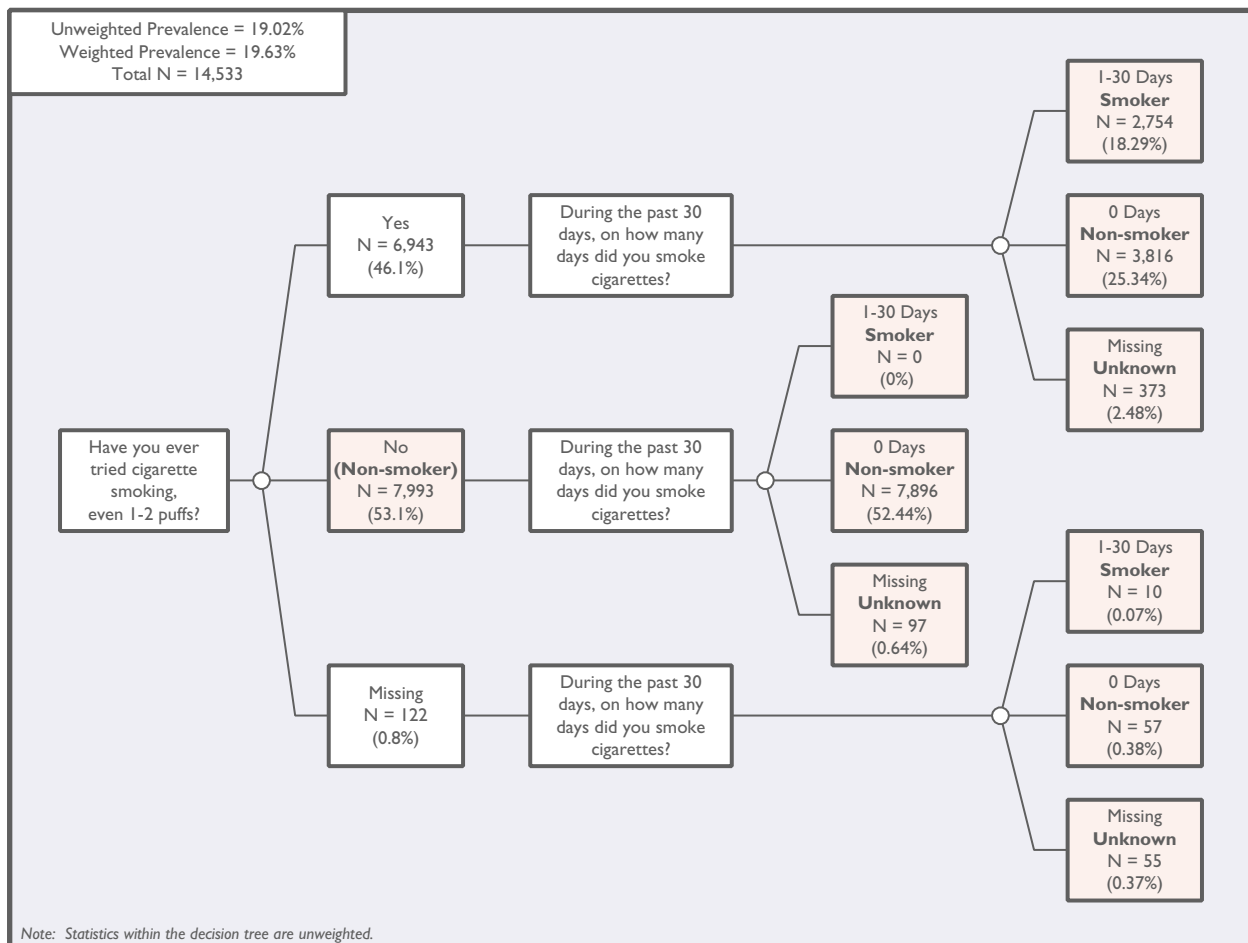 Unweighted Prevalence = 19.02%
Weighted Prevalence = 19.63%
Total N = 14,533
Have you ever
tried cigarette
smoking,
even 1-2 puffs?
Yes
N = 6,943
(46.1%)
During the past 30
days, on how many
days did you smoke
cigarettes?
1-30 Days
Smoker
N = 2,754
(18.29%)
0 Days
Non-smoker
N = 3,816
(25.34%)
Missing
Unknown
N = 373
(2.48%)
No
(Non-smoker)
N = 7,993
(53.1%)
During the past 30
days, on how many
days did you smoke
cigarettes?
1-30 Days
Smoker
N = 0
(0%)
0 Days
Non-smoker
N = 7,896
(52.44%)
Missing
Unknown
N = 97
(0.64%)
Missing
N = 122
(0.8%)
During the past 30
days, on how many
days did you smoke
cigarettes?
1-30 Days
Smoker
N = 10
(0.07%)
0 Days
Non-smoker
N = 57
(0.38%)
Missing
Unknown
N = 55
(0.37%)
Note: Statistics within the decision tree are unweighted.